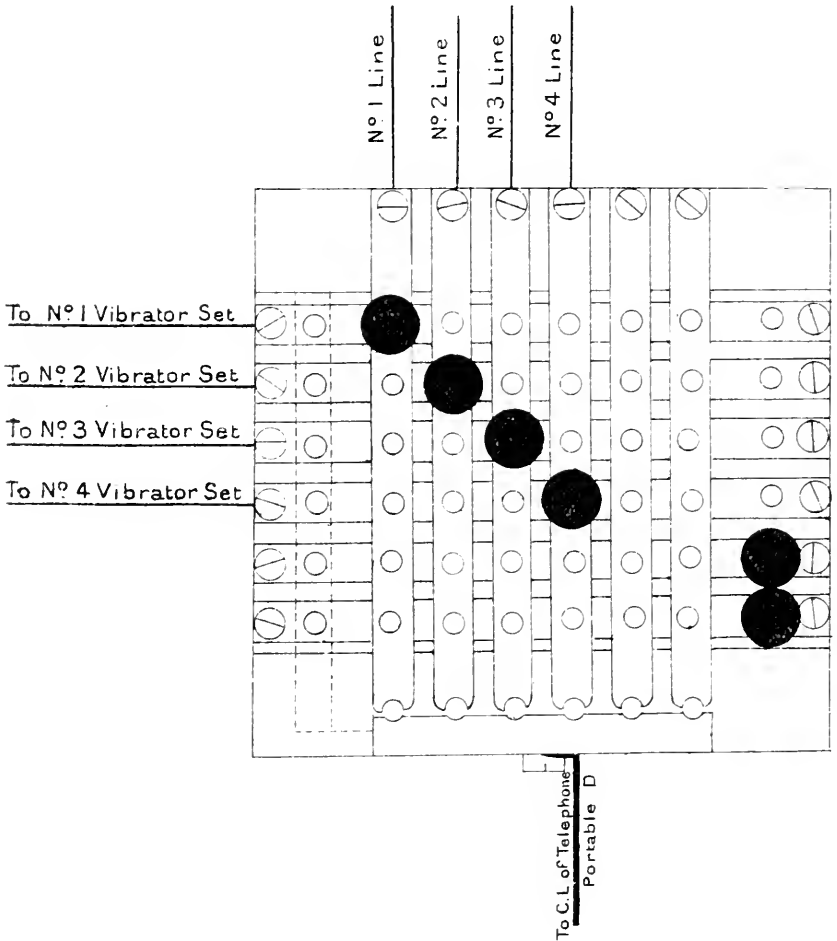 Nº 1 Line
Nº 2 Line
Nº 3 Line
Nº 4 Line
To Nº 1 Vibrator Set
To Nº 2 Vibrator Set
To Nº 3 Vibrator Set
To Nº 4 Vibrator Set
To C.L of Telephone
Portable D